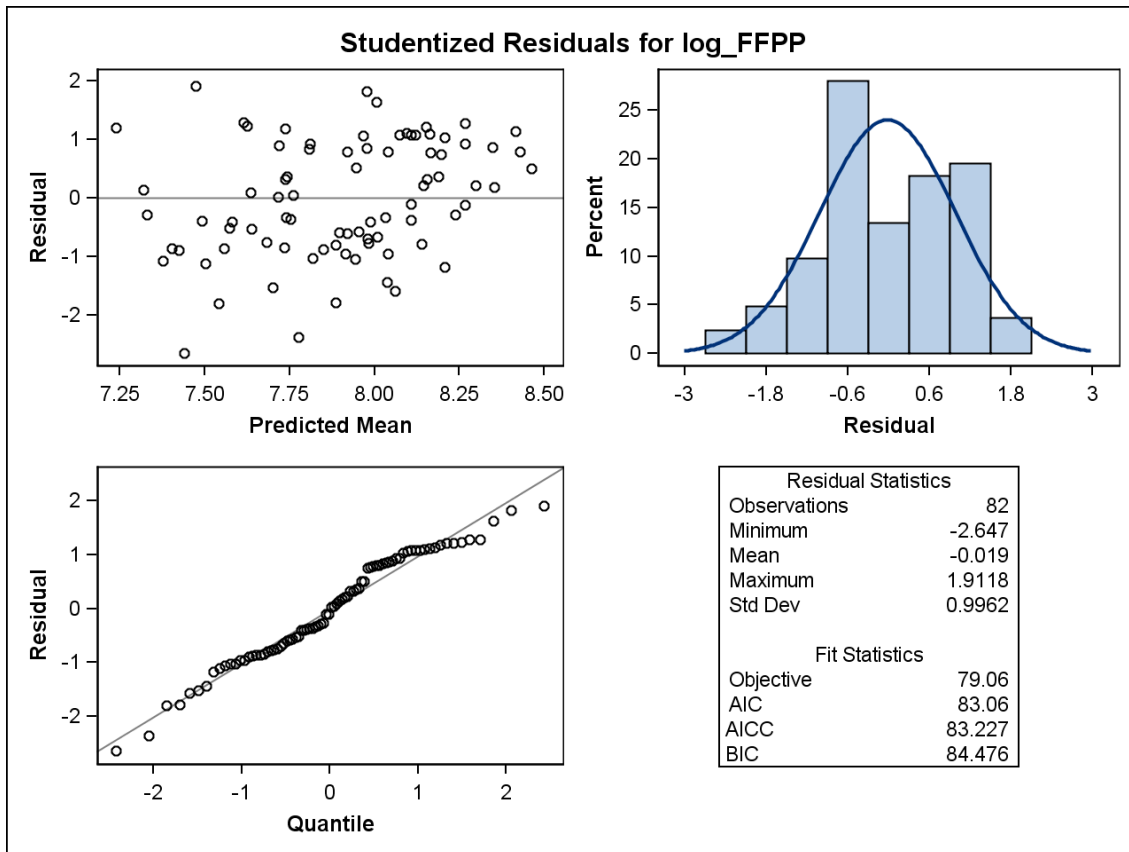 Studentized Residuals for log_FFPP
2
1
0
-1
-2
Residual
7.25 7.50 7.75 8.00 8.25 8.50
Predicted Mean
25
20
15
10
5
0
Percent
-3 -1.8 -0.6 0.6 1.8 3
Residual
2
1
0
-1
-2
Residual
-2 -1 0 1 2
Quantile
Residual Statistics
Observations 82
Minimum -2.647
Mean -0.019
Maximum 1.9118
Std Dev 0.9962
Fit Statistics
Objective 79.06
AIC 83.06
AICC 83.227
BIC 84.476